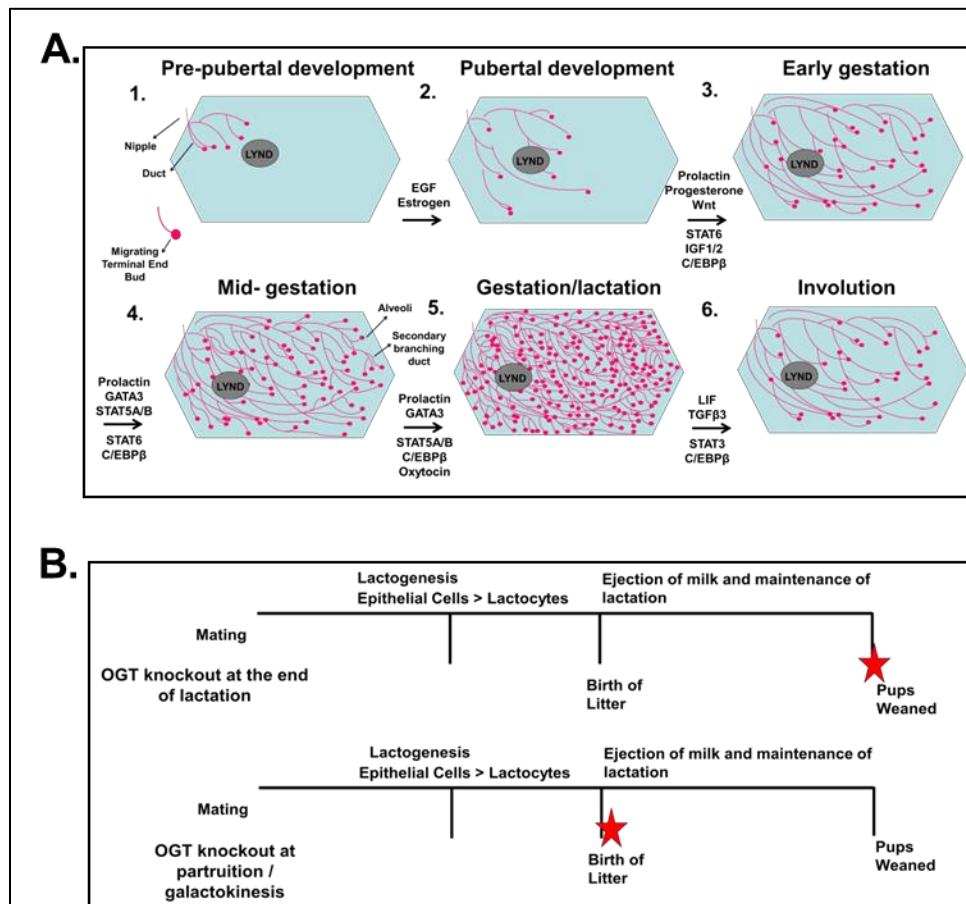 A.
Pre-pubertal development
1.
Nipple
Duct
LYND
Migrating
Terminal End
Bud
EGF
Estrogen
Pubertal development
2.
LYND
Prolactin
Progesterone
Wnt
STAT6
IGF1/2
C/EBPβ
Early gestation
3.
LYND
Mid- gestation
4.
Prolactin
GATA3
STAT5A/B
STAT6
C/EBPβ
LYND
Alveoli
Secondary
branching
duct
Gestation/lactation
5.
Prolactin
GATA3
STAT5A/B
C/EBPβ
Oxytocin
LYND
Involution
6.
LIF
TGFβ3
STAT3
C/EBPβ
LYND
B.
Lactogenesis
Epithelial Cells > Lactocytes
Ejection of milk and maintenance of
lactation
Mating
OGT knockout at the end
of lactation
Birth of
Litter
Pups
Weaned
Lactogenesis
Epithelial Cells > Lactocytes
Ejection of milk and maintenance of
lactation
Mating
OGT knockout at
partruition /
galactokinesis
Birth of
Litter
Pups
Weaned